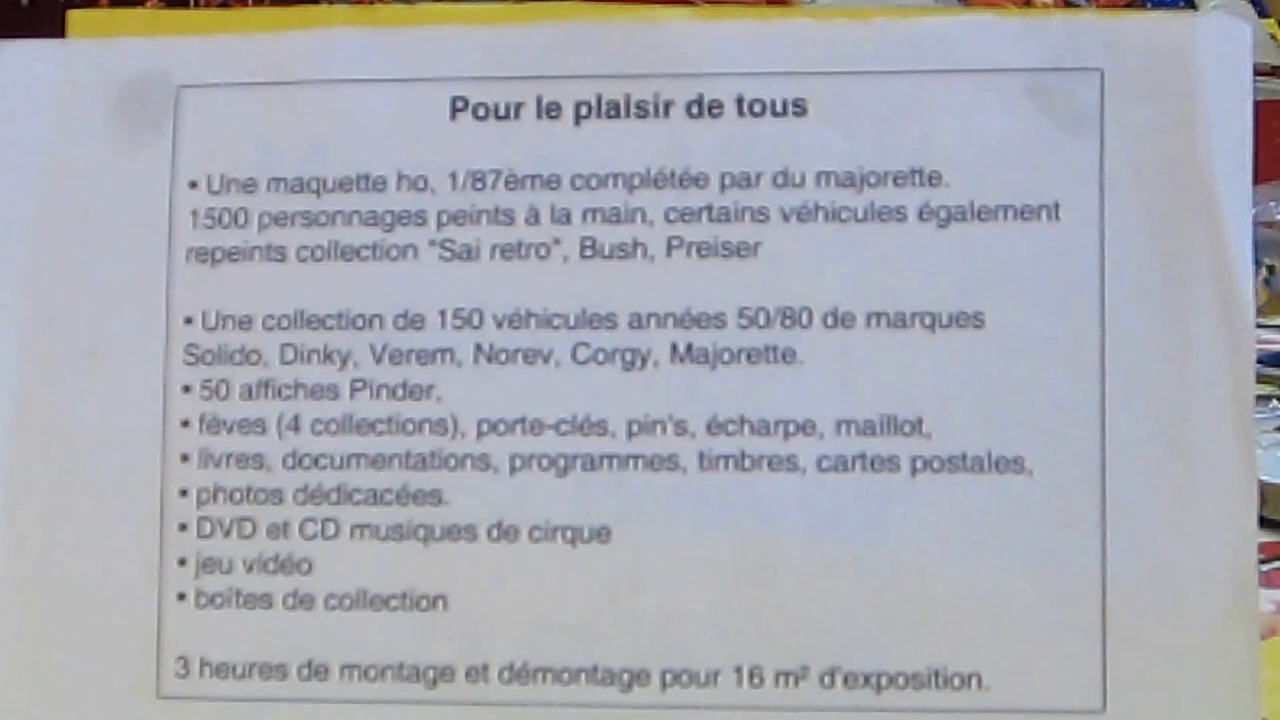 Pour le plaisir de tous
• Une maquette ho, 1/87ème complétée par du majorette.
1500 personnages peints à la main, certains véhicules également
repeints collection "Sai retro", Bush, Preiser
• Une collection de 150 véhicules années 50/80 de marques
Solido, Dinky, Verem, Norev, Corgy, Majorette.
• 50 affiches Pinder,
• fèves (4 collections), porte-clés, pin's, écharpe, maillot,
• livres, documentations, programmes, timbres, cartes postales,
• photos dédicacées.
• DVD et CD musiques de cirque
• jeu vidéo
• boîtes de collection
3 heures de montage et démontage pour 16 m² d'exposition.